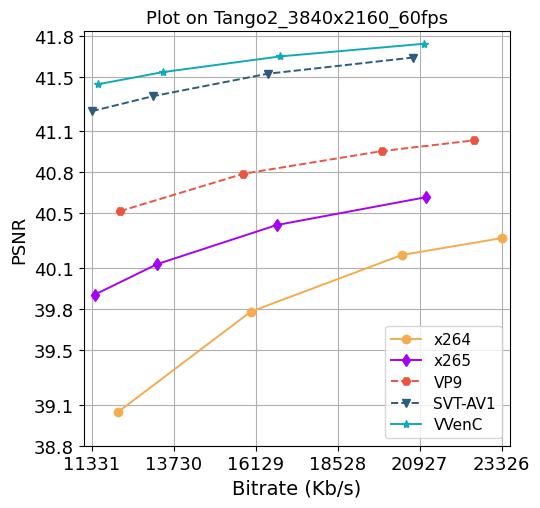 Plot on Tango2_3840x2160_60fps
41.8
41.5
41.1
40.8
40.5
40.1
39.8
39.5
39.1
38.8
PSNR
x264
x265
VP9
SVT-AV1
VVenC
11331 13730 16129 18528 20927 23326
Bitrate (Kb/s)